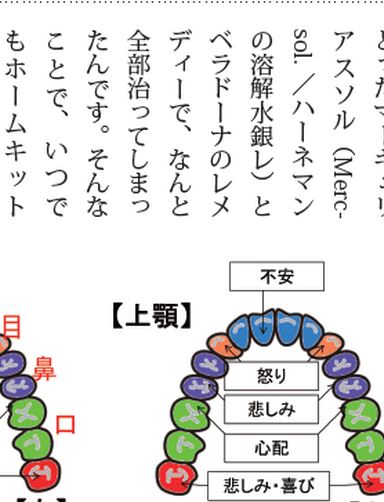 アスソル（Merc-
sol.／ハーネマン
の溶解水銀レ）と
ベラドーナのレメ
ディーで、なんと
全部治ってしまっ
たんです。そんな
ことで、いつで
もホームキット
【上顎】
不安
怒り
悲しみ
心配
悲しみ・喜び
目
鼻
口